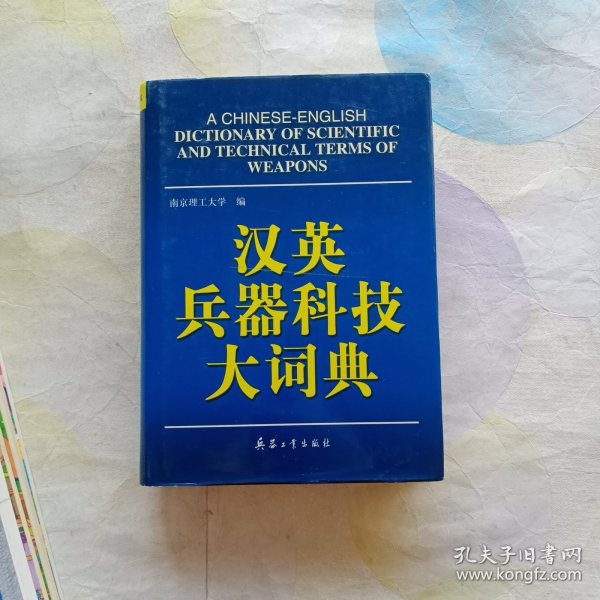 A CHINESE-ENGLISH
DICTIONARY OF SCIENTIFIC
AND TECHNICAL TERMS OF
WEAPONS
南京理工大学 编
汉英
兵器科技
大词典
兵器工业出版社
孔夫子旧书网
www.kongfz.com